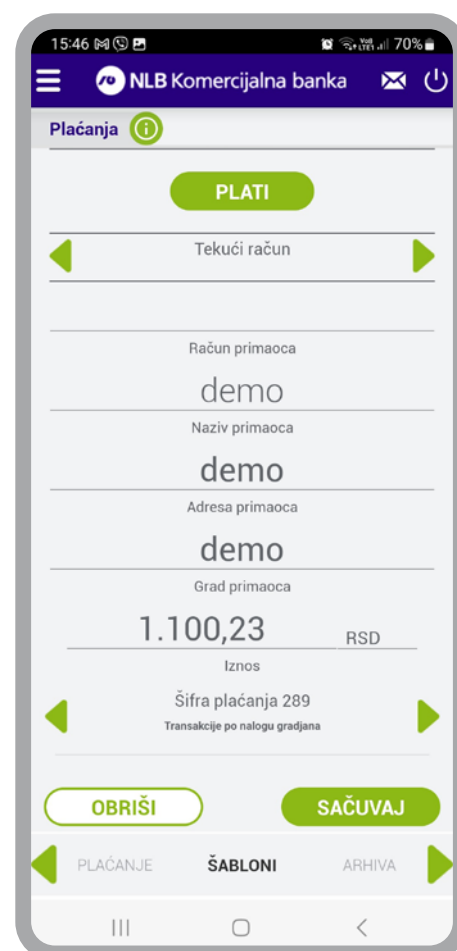 15:46 70%
NLB Komercijalna banka
Plaćanja
PLATI
Tekući račun
Račun primaoca
demo
Naziv primaoca
demo
Adresa primaoca
demo
Grad primaoca
1.100,23 RSD
Iznos
Šifra plaćanja 289
Transakcije po nalogu gradjana
OBRIŠI SAČUVAJ
PLAĆANJE ŠABLONI ARHIVA